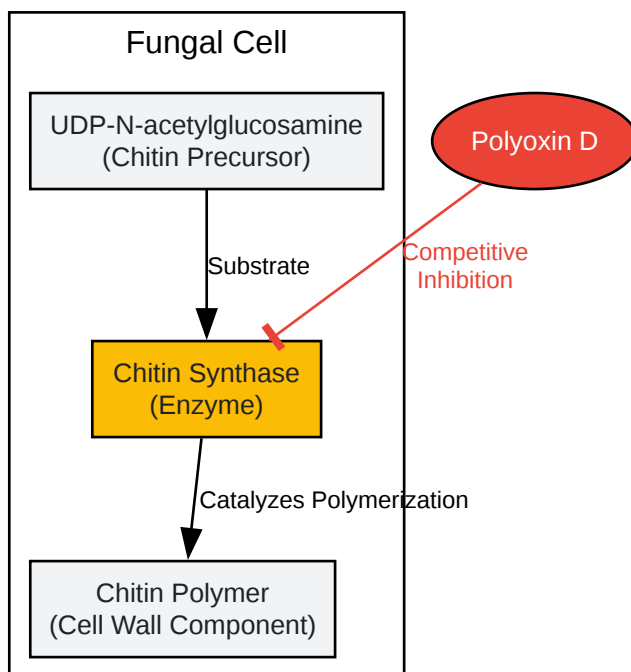 Fungal Cell
UDP-N-acetylglucosamine
(Chitin Precursor)
Polyoxin D
Substrate
Competitive
Inhibition
Chitin Synthase
(Enzyme)
Catalyzes Polymerization
Chitin Polymer
(Cell Wall Component)